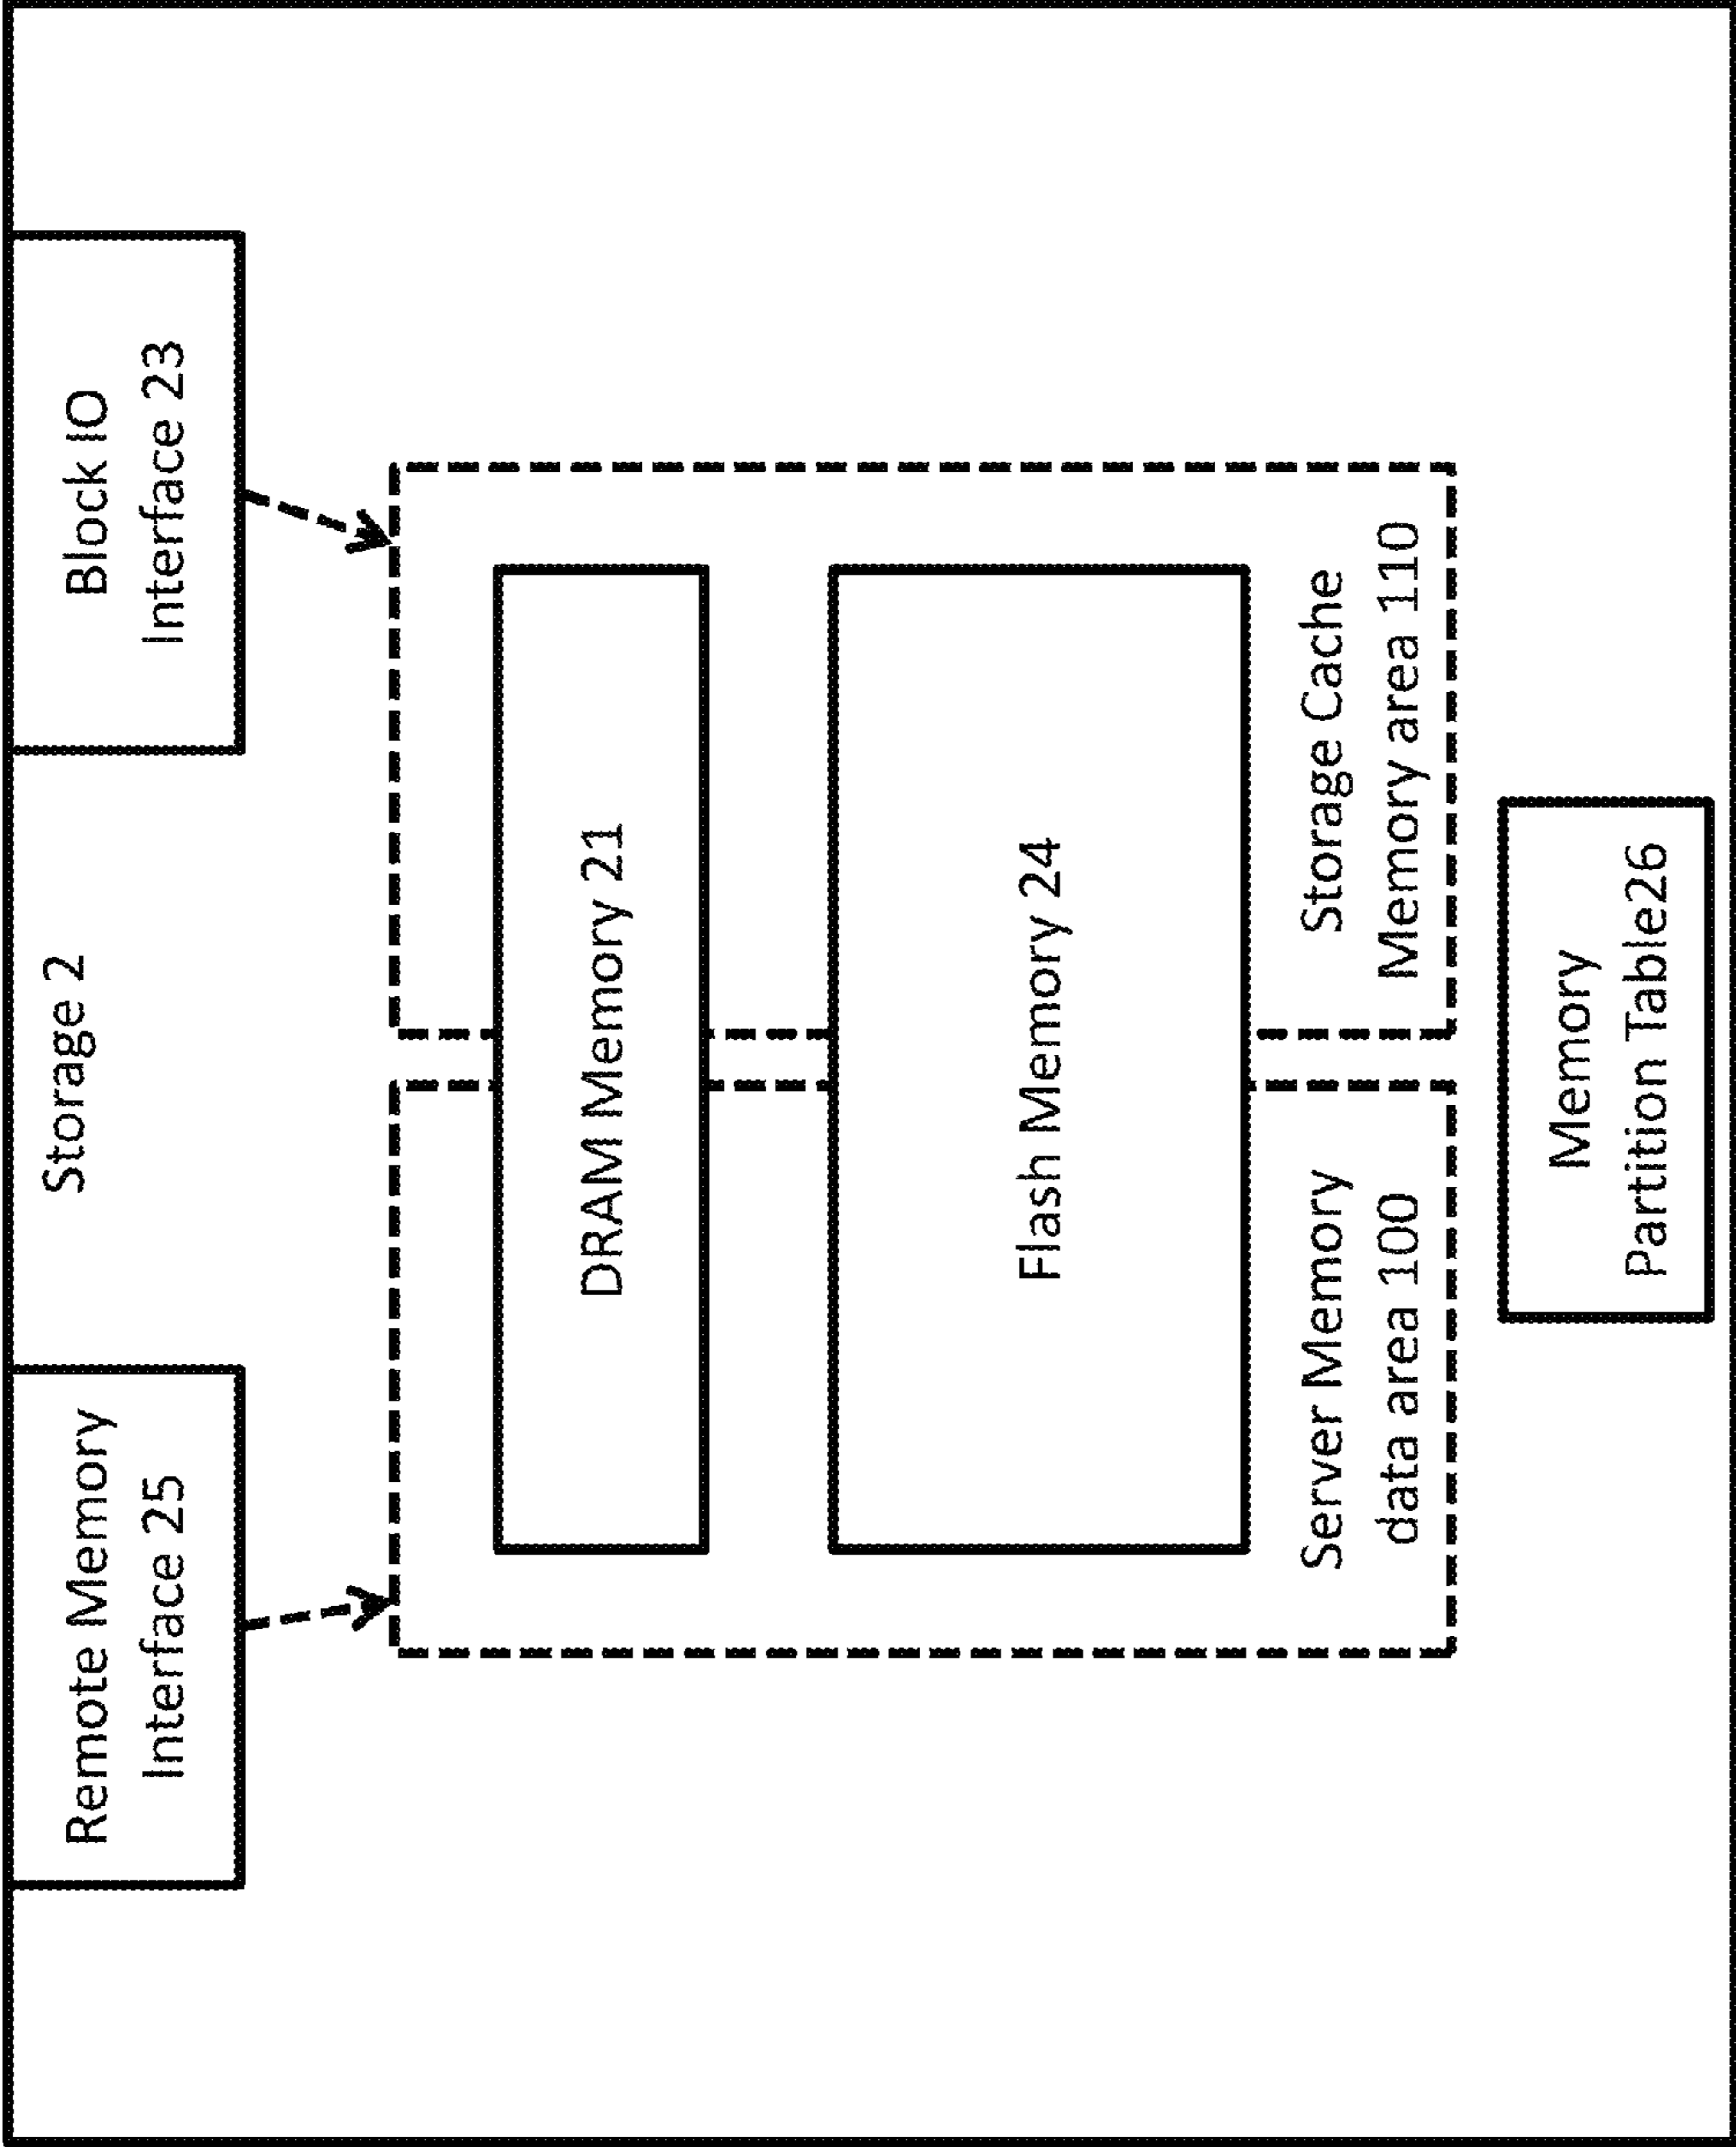 Storage 2
Remote Memory
Interface 25
Block IO
Interface 23
DRAM Memory 21
Flash Memory 24
Server Memory
data area 100
Storage Cache
Memory area 110
Memory
Partition Table26